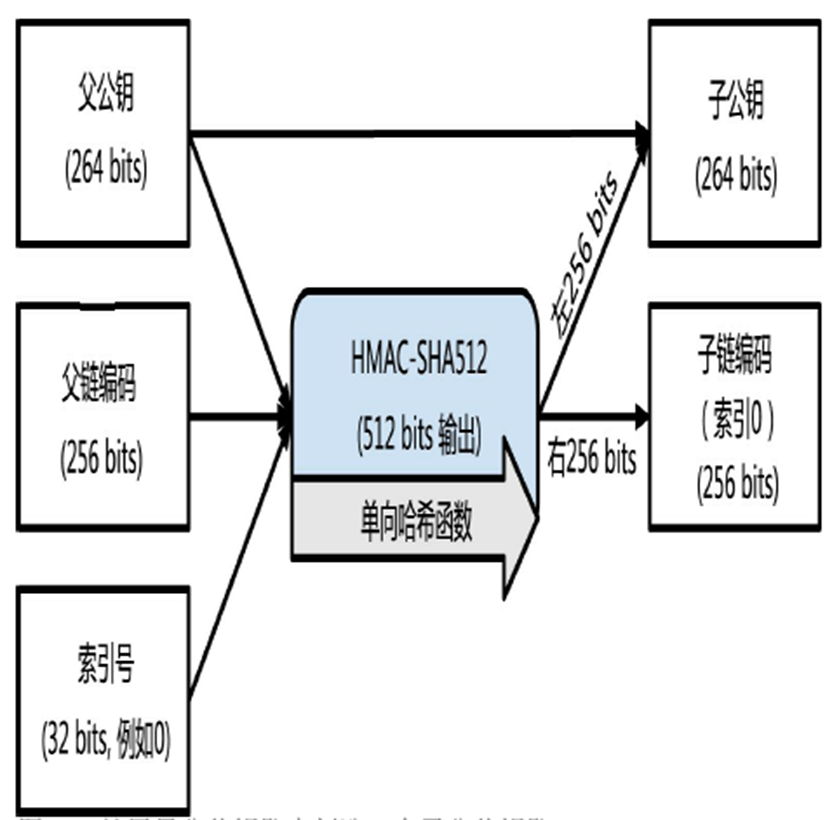 父公钥
(264 bits)
子公钥
(264 bits)
左256 bits
父链编码
(256 bits)
HMAC-SHA512
(512 bits 输出)
单向哈希函数
右256 bits
子链编码
( 索引0 )
(256 bits)
索引号
(32 bits, 例如0)